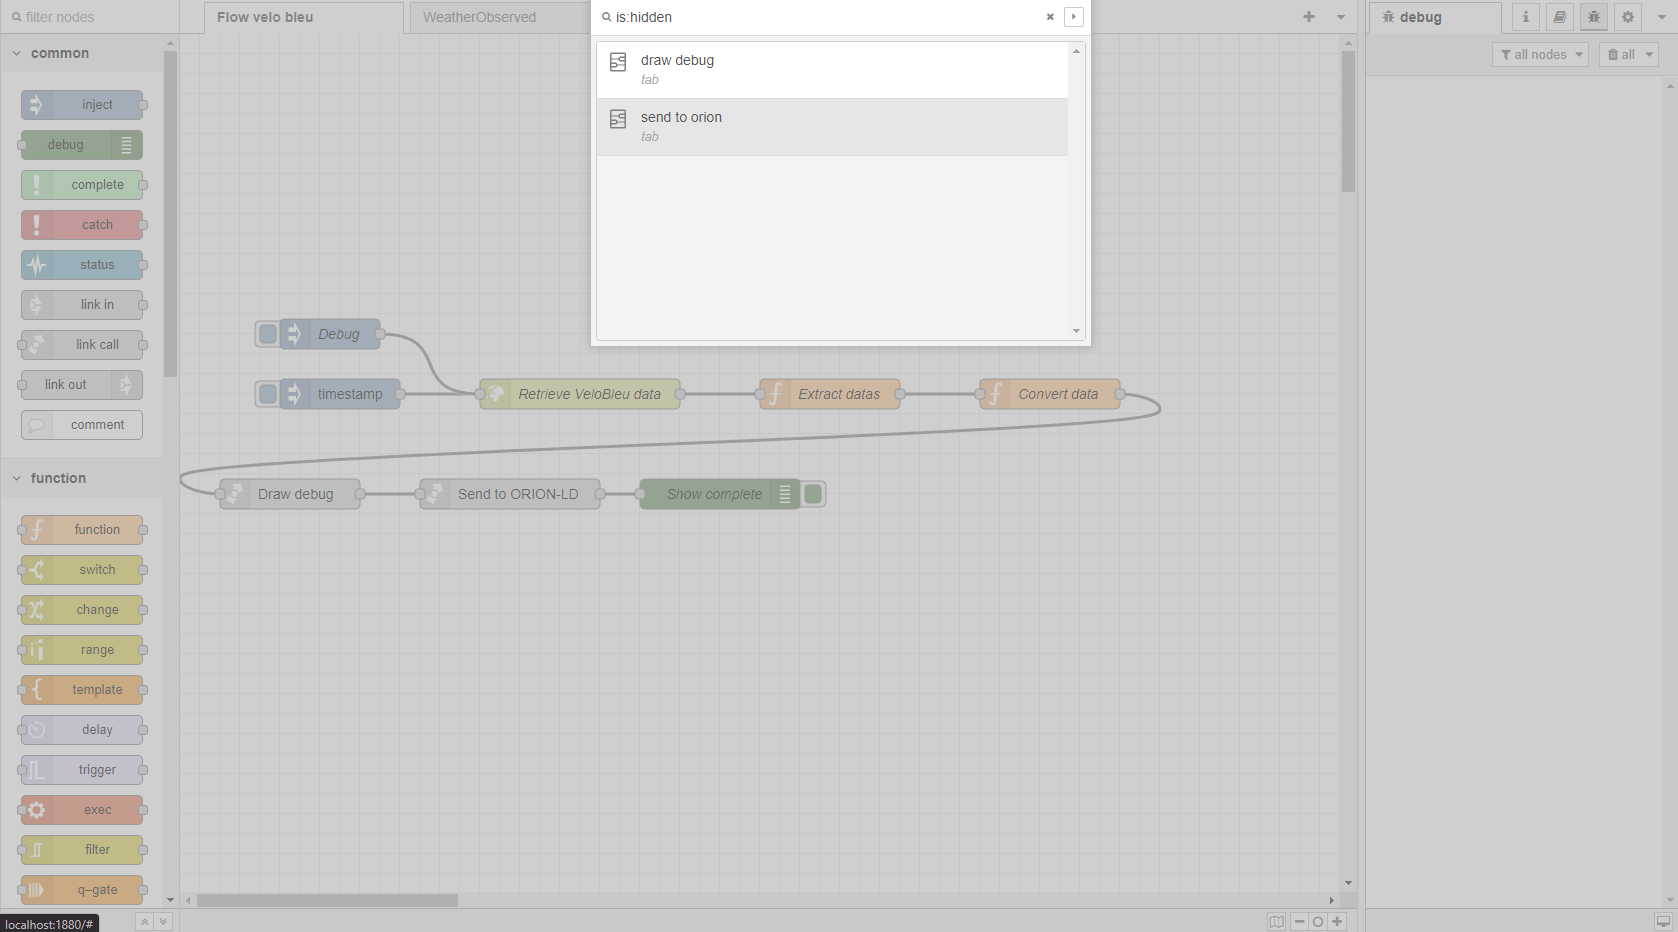 filter nodes
Flow velo bleu
WeatherObserved
is:hidden
draw debug
tab
send to orion
tab
debug
all nodes
all
common
inject
debug
complete
catch
status
link in
link call
link out
comment
function
function
switch
change
range
template
delay
trigger
exec
filter
q–gate
Debug
timestamp
Retrieve VeloBleu data
Extract datas
Convert data
Draw debug
Send to ORION-LD
Show complete
localhost:1880/#